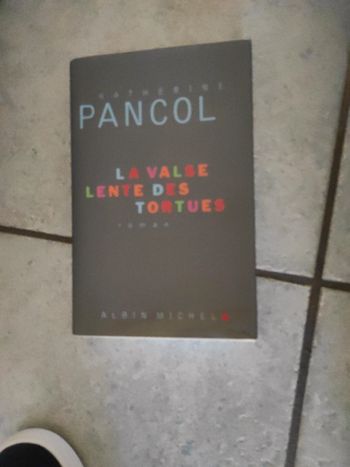 KATHERINE
PANCOL
LA VALSE
LENTE DES
TORTUES
roman
ALBIN MICHEL